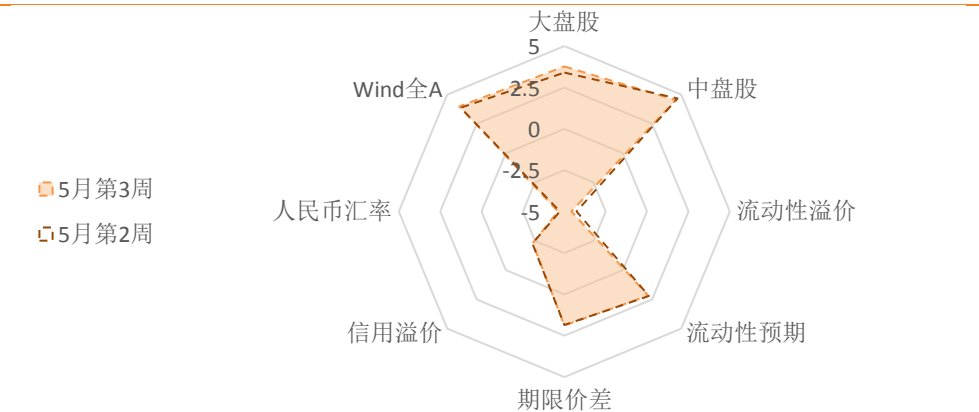 大盘股
5
Wind全A
2.5
中盘股
0
-2.5
5月第3周
人民币汇率
-5
流动性溢价
5月第2周
信用溢价
流动性预期
期限价差